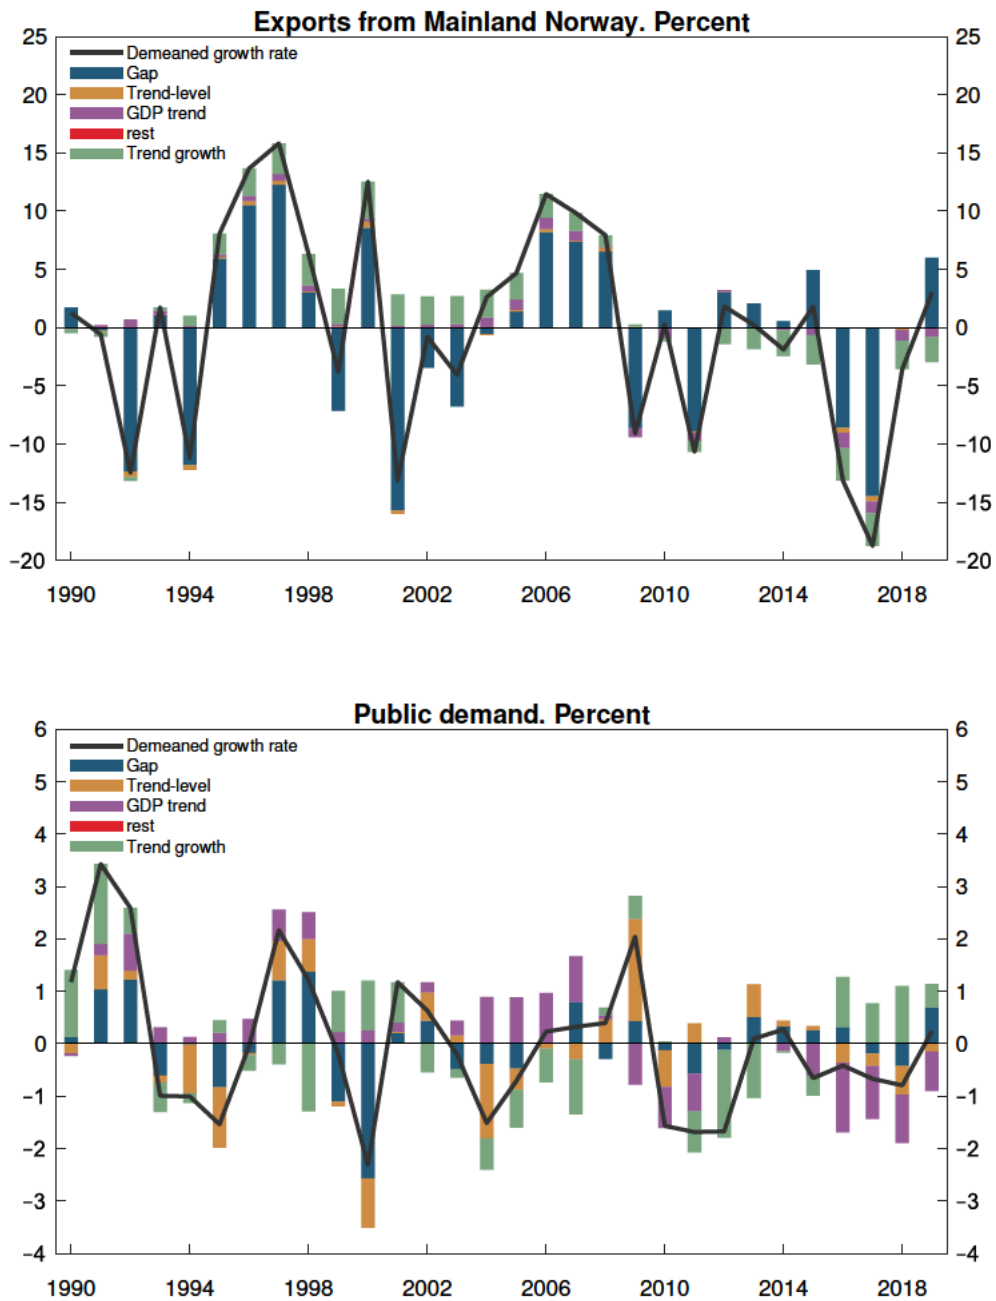 Exports from Mainland Norway. Percent
25 25
Demeaned growth rate
Gap
20 20
Trend-level
GDP trend
rest
15 15
Trend growth
10 10
5 5
0 0
−5 −5
−10 −10
−15 −15
−20 −20
1990 1994 1998 2002 2006 2010 2014 2018
Public demand. Percent
6 6
Demeaned growth rate
Gap
5 5
Trend-level
GDP trend
rest
4 4
Trend growth
3 3
2 2
1 1
0 0
−1 −1
−2 −2
−3 −3
−4 −4
1990 1994 1998 2002 2006 2010 2014 2018